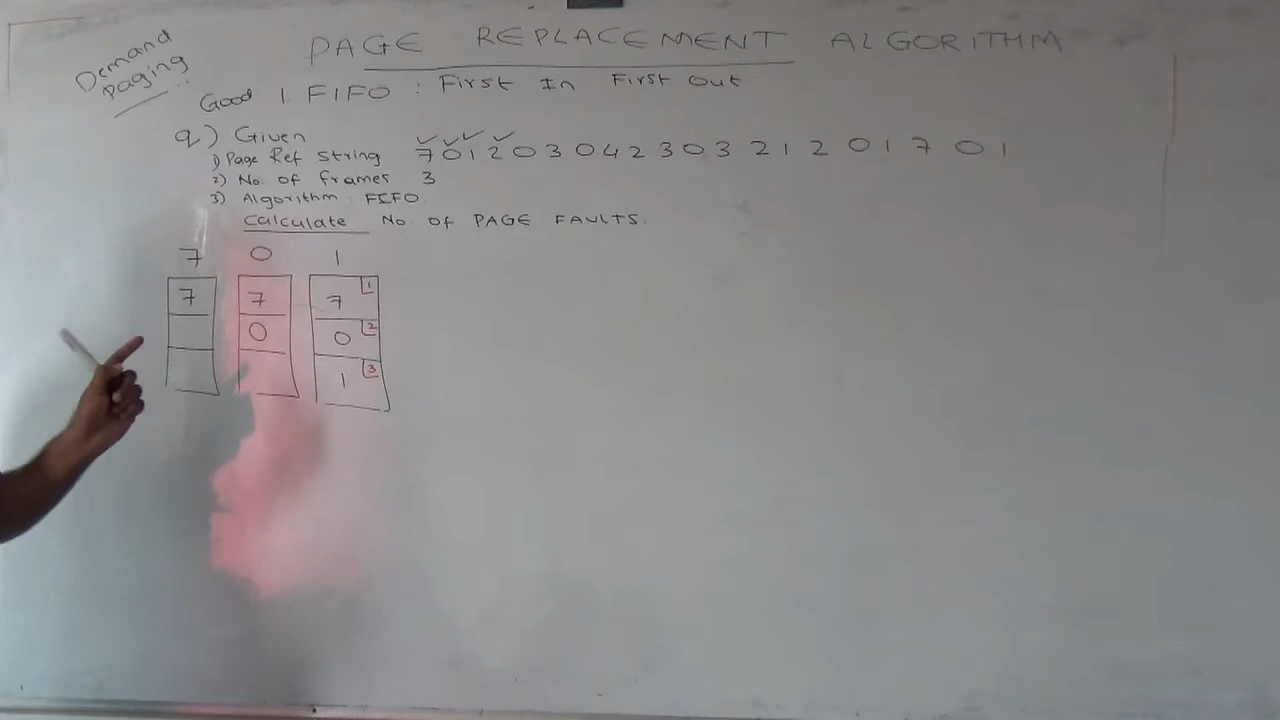 Demand
paging
PAGE REPLACEMENT ALGORITHM
Good 1. FIFO : First In First Out
q) Given
1) Page Ref String 7 0 1 2 0 3 0 4 2 3 0 3 2 1 2 0 1 7 0 1
2) No. of frames 3
3) Algorithm : FIFO
Calculate No of PAGE FAULTS.
7 0 1
7 7 7 1
0 0 2
1 3